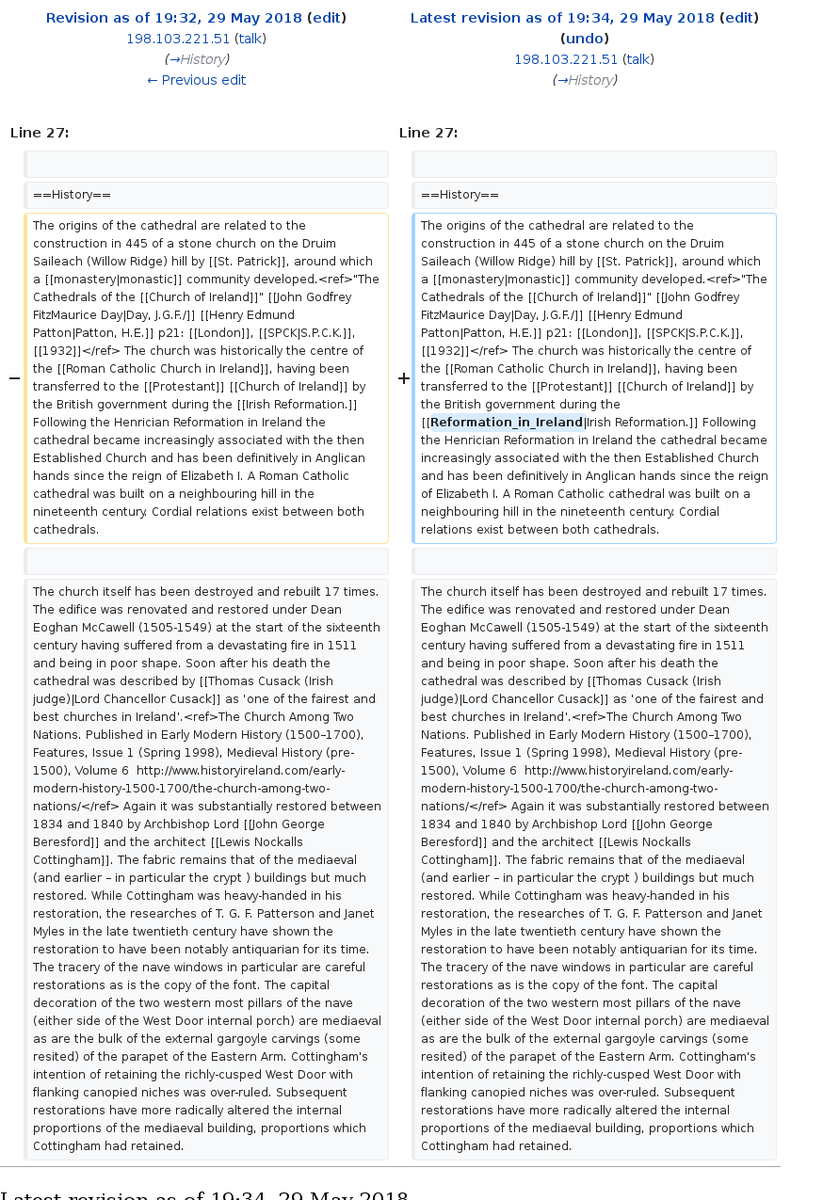 Revision as of 19:32, 29 May 2018 (edit)
198.103.221.51 (talk)
(→History)
← Previous edit
Latest revision as of 19:34, 29 May 2018 (edit)
(undo)
198.103.221.51 (talk)
(→History)
Line 27:
Line 27:
==History==
==History==
−
The origins of the cathedral are related to the
construction in 445 of a stone church on the Druim
Saileach (Willow Ridge) hill by [[St. Patrick]], around which
a [[monastery|monastic]] community developed.<ref>"The
Cathedrals of the [[Church of Ireland]]" [[John Godfrey
FitzMaurice Day|Day, J.G.F./]] [[Henry Edmund
Patton|Patton, H.E.]] p21: [[London]], [[SPCK|S.P.C.K.]],
[[1932]]</ref> The church was historically the centre of
the [[Roman Catholic Church in Ireland]], having been
transferred to the [[Protestant]] [[Church of Ireland]] by
the British government during the [[Irish Reformation.]]
Following the Henrician Reformation in Ireland the
cathedral became increasingly associated with the then
Established Church and has been definitively in Anglican
hands since the reign of Elizabeth I. A Roman Catholic
cathedral was built on a neighbouring hill in the
nineteenth century. Cordial relations exist between both
cathedrals.
+
The origins of the cathedral are related to the
construction in 445 of a stone church on the Druim
Saileach (Willow Ridge) hill by [[St. Patrick]], around which
a [[monastery|monastic]] community developed.<ref>"The
Cathedrals of the [[Church of Ireland]]" [[John Godfrey
FitzMaurice Day|Day, J.G.F./]] [[Henry Edmund
Patton|Patton, H.E.]] p21: [[London]], [[SPCK|S.P.C.K.]],
[[1932]]</ref> The church was historically the centre of
the [[Roman Catholic Church in Ireland]], having been
transferred to the [[Protestant]] [[Church of Ireland]] by
the British government during the
[[Reformation_in_Ireland|Irish Reformation.]] Following
the Henrician Reformation in Ireland the cathedral became
increasingly associated with the then Established Church
and has been definitively in Anglican hands since the reign
of Elizabeth I. A Roman Catholic cathedral was built on a
neighbouring hill in the nineteenth century. Cordial
relations exist between both cathedrals.
The church itself has been destroyed and rebuilt 17 times.
The edifice was renovated and restored under Dean
Eoghan McCawell (1505-1549) at the start of the sixteenth
century having suffered from a devastating fire in 1511
and being in poor shape. Soon after his death the
cathedral was described by [[Thomas Cusack (Irish
judge)|Lord Chancellor Cusack]] as 'one of the fairest and
best churches in Ireland'.<ref>The Church Among Two
Nations. Published in Early Modern History (1500–1700),
Features, Issue 1 (Spring 1998), Medieval History (pre-
1500), Volume 6  http://www.historyireland.com/early-
modern-history-1500-1700/the-church-among-two-
nations/</ref> Again it was substantially restored between
1834 and 1840 by Archbishop Lord [[John George
Beresford]] and the architect [[Lewis Nockalls
Cottingham]]. The fabric remains that of the mediaeval
(and earlier – in particular the crypt ) buildings but much
restored. While Cottingham was heavy-handed in his
restoration, the researches of T. G. F. Patterson and Janet
Myles in the late twentieth century have shown the
restoration to have been notably antiquarian for its time.
The tracery of the nave windows in particular are careful
restorations as is the copy of the font. The capital
decoration of the two western most pillars of the nave
(either side of the West Door internal porch) are mediaeval
as are the bulk of the external gargoyle carvings (some
resited) of the parapet of the Eastern Arm. Cottingham's
intention of retaining the richly-cusped West Door with
flanking canopied niches was over-ruled. Subsequent
restorations have more radically altered the internal
proportions of the mediaeval building, proportions which
Cottingham had retained.
The church itself has been destroyed and rebuilt 17 times.
The edifice was renovated and restored under Dean
Eoghan McCawell (1505-1549) at the start of the sixteenth
century having suffered from a devastating fire in 1511
and being in poor shape. Soon after his death the
cathedral was described by [[Thomas Cusack (Irish
judge)|Lord Chancellor Cusack]] as 'one of the fairest and
best churches in Ireland'.<ref>The Church Among Two
Nations. Published in Early Modern History (1500–1700),
Features, Issue 1 (Spring 1998), Medieval History (pre-
1500), Volume 6  http://www.historyireland.com/early-
modern-history-1500-1700/the-church-among-two-
nations/</ref> Again it was substantially restored between
1834 and 1840 by Archbishop Lord [[John George
Beresford]] and the architect [[Lewis Nockalls
Cottingham]]. The fabric remains that of the mediaeval
(and earlier – in particular the crypt ) buildings but much
restored. While Cottingham was heavy-handed in his
restoration, the researches of T. G. F. Patterson and Janet
Myles in the late twentieth century have shown the
restoration to have been notably antiquarian for its time.
The tracery of the nave windows in particular are careful
restorations as is the copy of the font. The capital
decoration of the two western most pillars of the nave
(either side of the West Door internal porch) are mediaeval
as are the bulk of the external gargoyle carvings (some
resited) of the parapet of the Eastern Arm. Cottingham's
intention of retaining the richly-cusped West Door with
flanking canopied niches was over-ruled. Subsequent
restorations have more radically altered the internal
proportions of the mediaeval building, proportions which
Cottingham had retained.
Latest revision as of 19:34, 29 May 2018